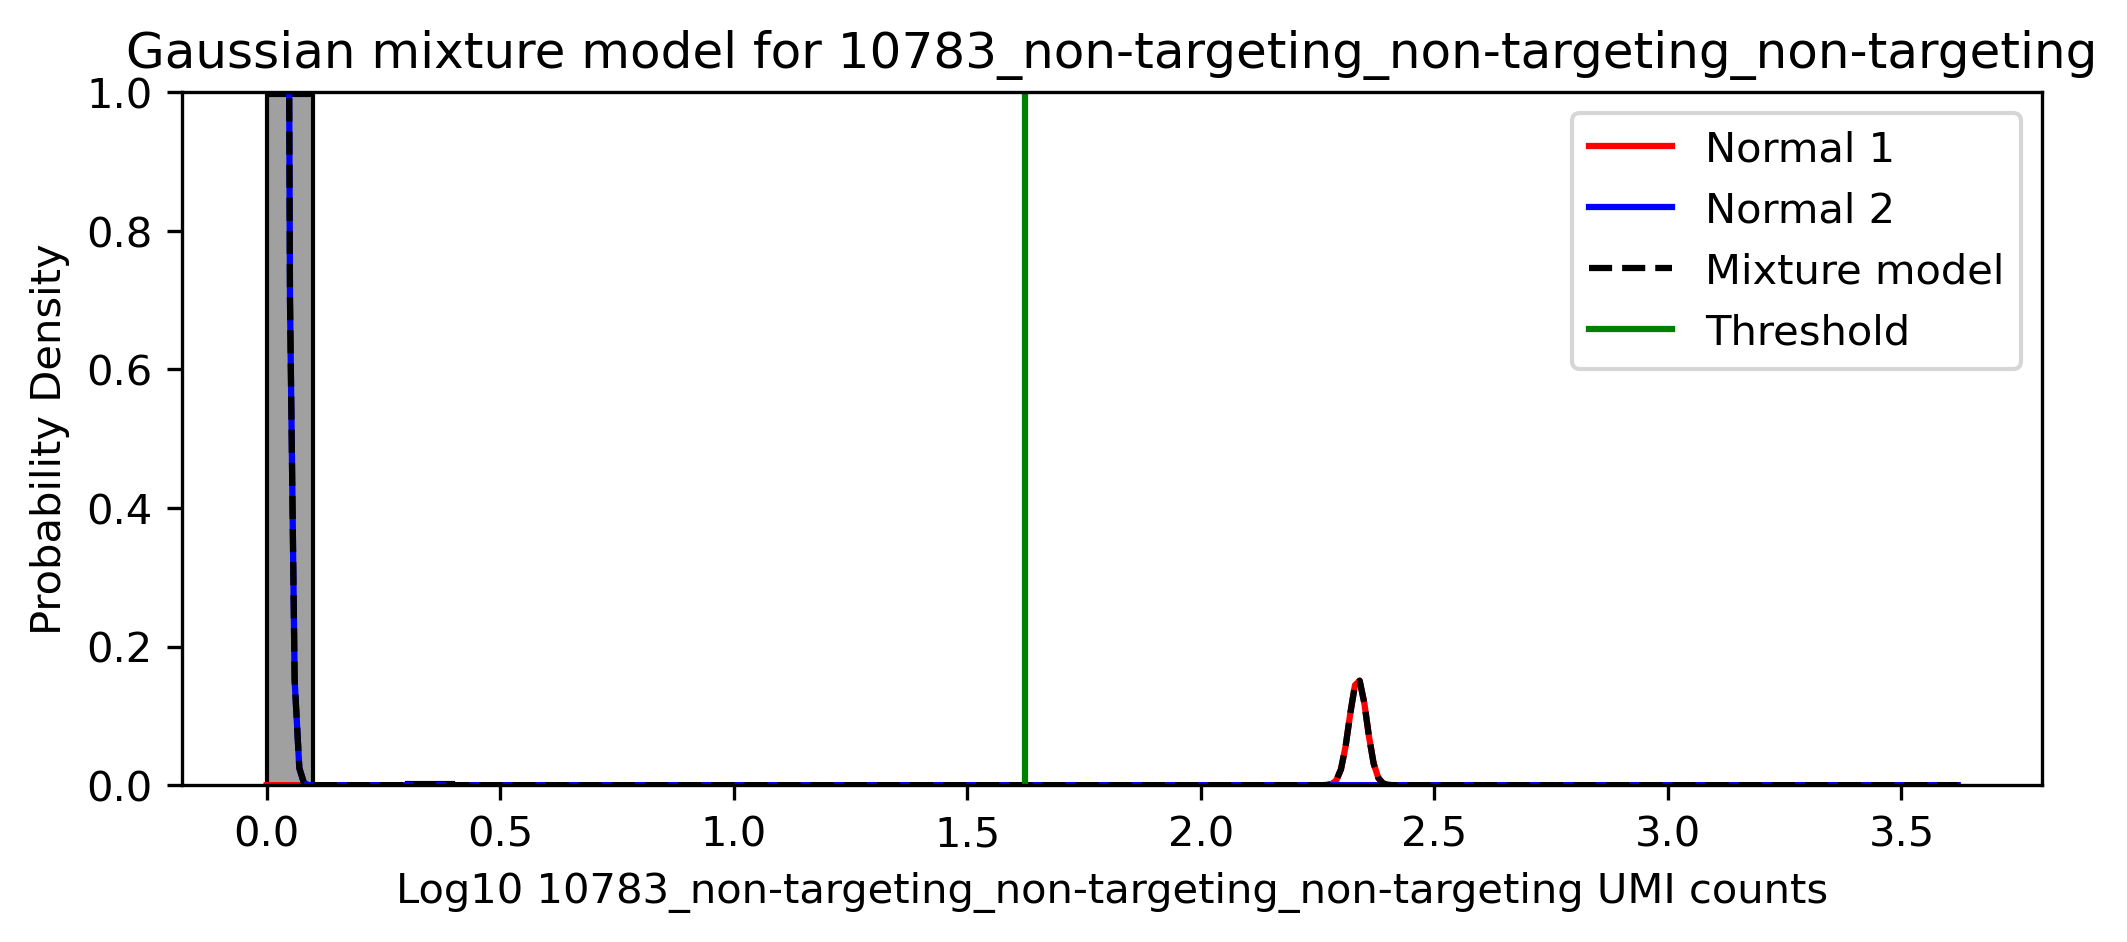 Gaussian mixture model for 10783_non-targeting_non-targeting_non-targeting
1.0
0.8
0.6
0.4
0.2
0.0
Probability Density
Normal 1
Normal 2
Mixture model
Threshold
0.0 0.5 1.0 1.5 2.0 2.5 3.0 3.5
Log10 10783_non-targeting_non-targeting_non-targeting UMI counts